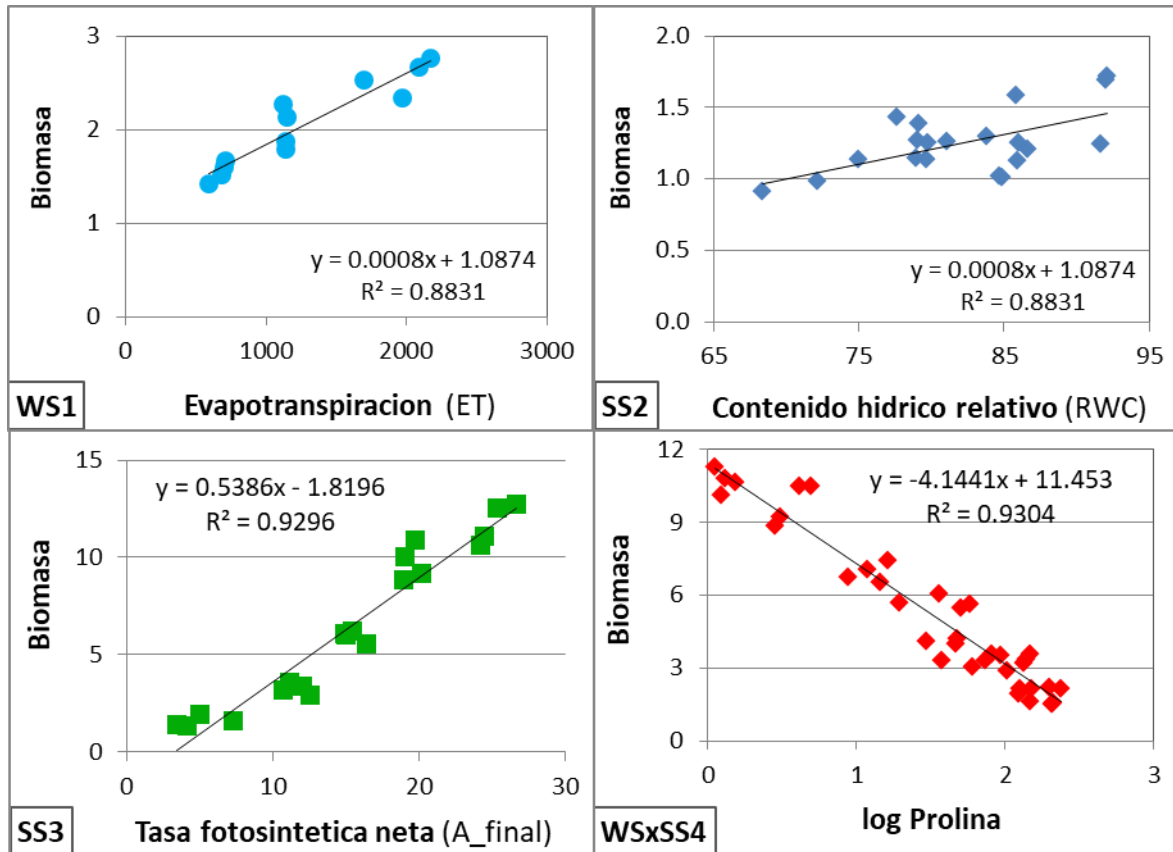 3
2
1
0
Biomasa
y = 0.0008x + 1.0874
R² = 0.8831
0 1000 2000 3000
WS1
Evapotranspiracion (ET)
2.0
1.5
1.0
0.5
0.0
Biomasa
y = 0.0008x + 1.0874
R² = 0.8831
65 75 85 95
SS2
Contenido hidrico relativo (RWC)
15
10
5
0
Biomasa
y = 0.5386x - 1.8196
R² = 0.9296
0 10 20 30
SS3
Tasa fotosintetica neta (A_final)
12
9
6
3
0
Biomasa
y = -4.1441x + 11.453
R² = 0.9304
0 1 2 3
WSxSS4
log Prolina